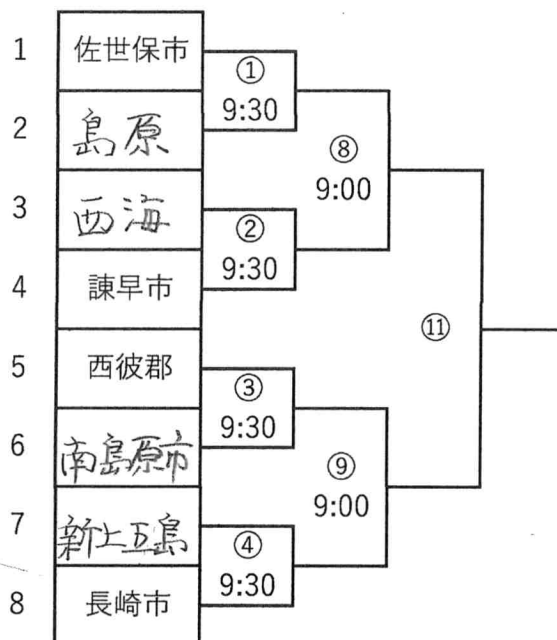 1 佐世保市
① 9:30
2 島原
⑧ 9:00
3 西海
② 9:30
4 諫早市
⑪
5 西彼郡
③ 9:30
6 南島原市
⑨ 9:00
7 新上五島
④ 9:30
8 長崎市